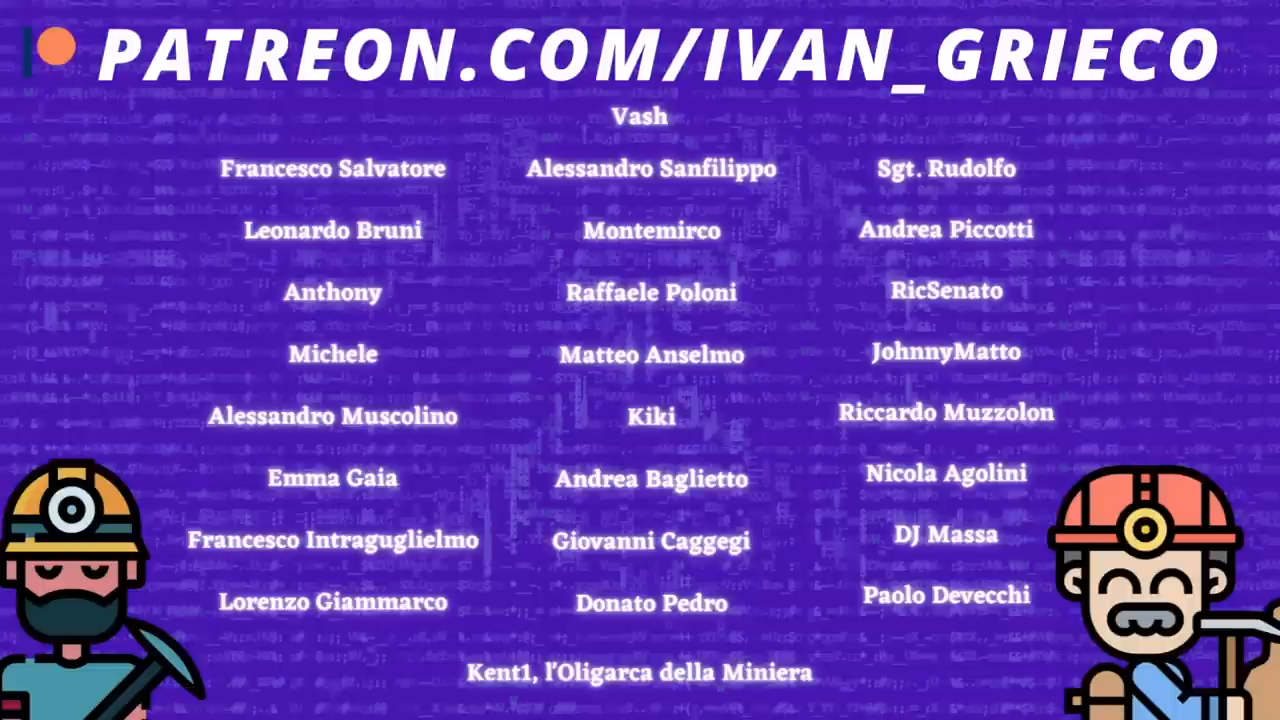 PATREON.COM/IVAN_GRIECO
Vash
Francesco Salvatore Alessandro Sanfilippo Sgt. Rudolfo
Leonardo Bruni Montemirco Andrea Piccotti
Anthony Raffaele Poloni RicSenato
Michele Matteo Anselmo JohnnyMatto
Alessandro Muscolino Kiki Riccardo Muzzolon
Emma Gaia Andrea Baglietto Nicola Agolini
Francesco Intraguglielmo Giovanni Caggegi DJ Massa
Lorenzo Giammarco Donato Pedro Paolo Devecchi
Kent1, l'Oligarca della Miniera